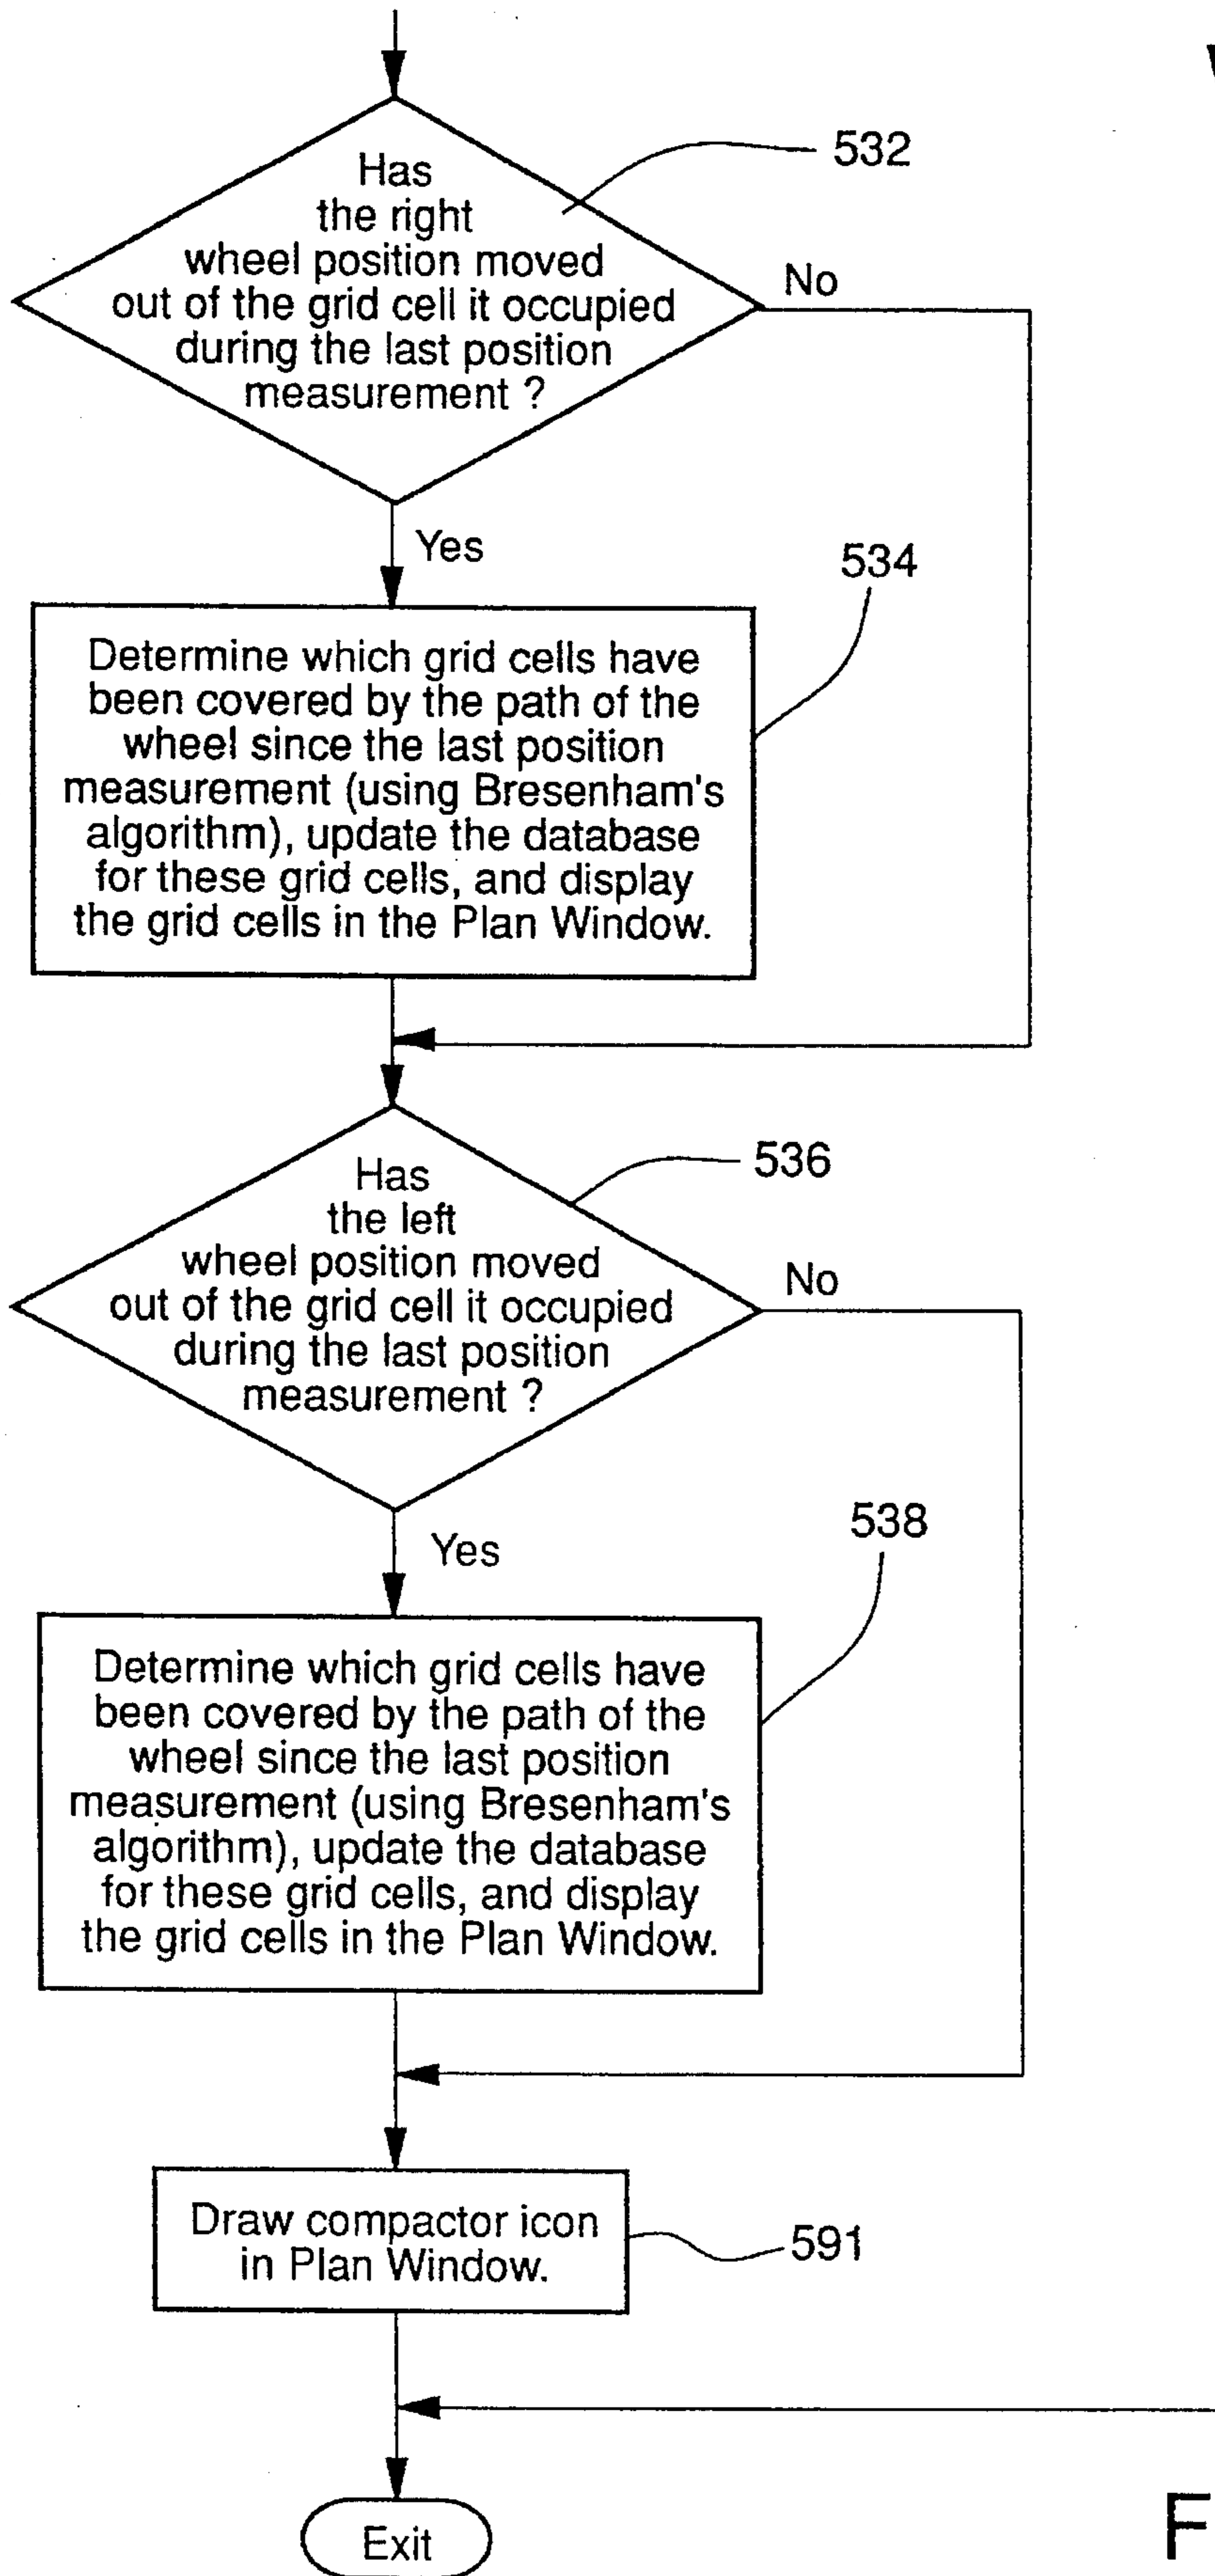 Has
the right
wheel position moved
out of the grid cell it occupied
during the last position
measurement ?
532
No
Yes
534
Determine which grid cells have
been covered by the path of the
wheel since the last position
measurement (using Bresenham's
algorithm), update the database
for these grid cells, and display
the grid cells in the Plan Window.
Has
the left
wheel position moved
out of the grid cell it occupied
during the last position
measurement ?
536
No
Yes
538
Determine which grid cells have
been covered by the path of the
wheel since the last position
measurement (using Bresenham's
algorithm), update the database
for these grid cells, and display
the grid cells in the Plan Window.
Draw compactor icon
in Plan Window.
591
Exit
F